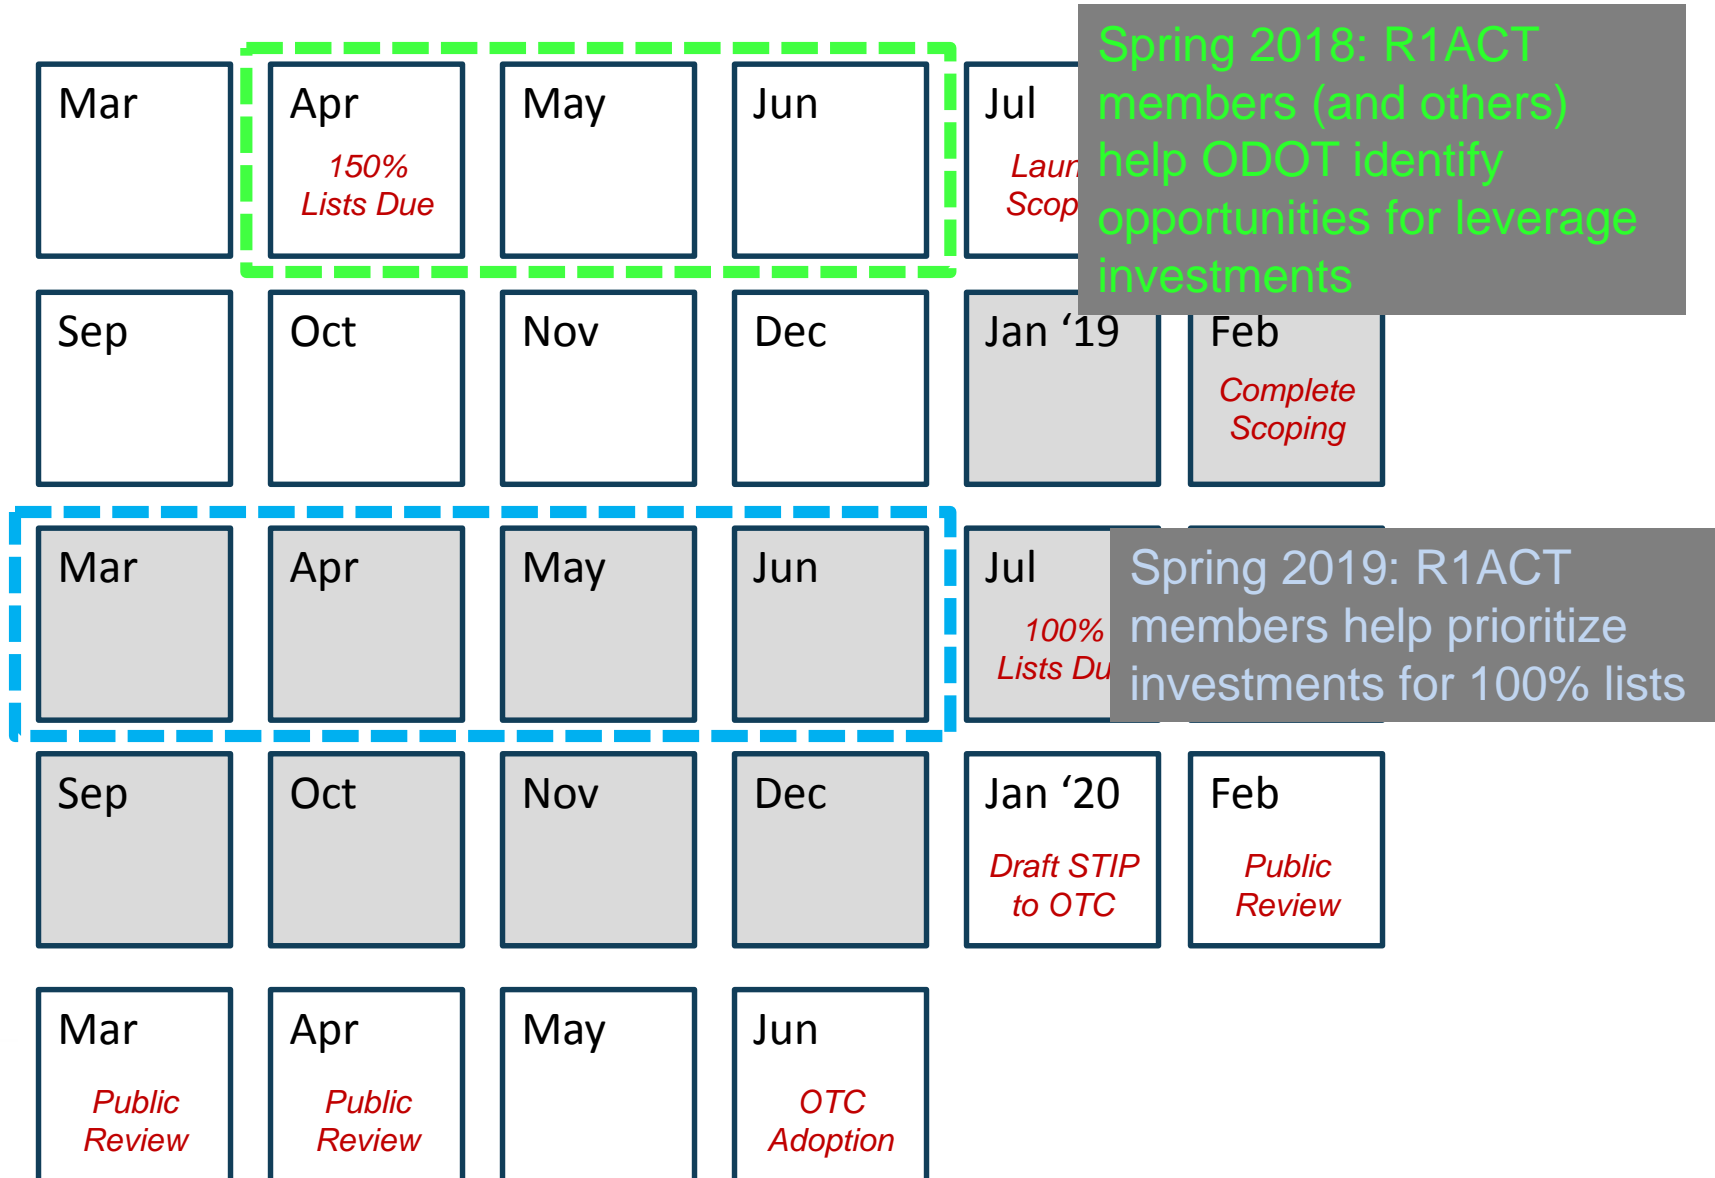 Mar
Apr
150%
Lists Due
May
Jun
Jul
Spring 2018: R1ACT
members (and others)
help ODOT identify
opportunities for leverage
investments
Sep
Oct
Nov
Dec
Jan ‘19
Feb
Complete
Scoping
Mar
Apr
May
Jun
Jul
100%
Lists
Spring 2019: R1ACT
members help prioritize
investments for 100% lists
Sep
Oct
Nov
Dec
Jan ‘20
Draft STIP
to OTC
Feb
Public
Review
Mar
Public
Review
Apr
Public
Review
May
Jun
OTC
Adoption